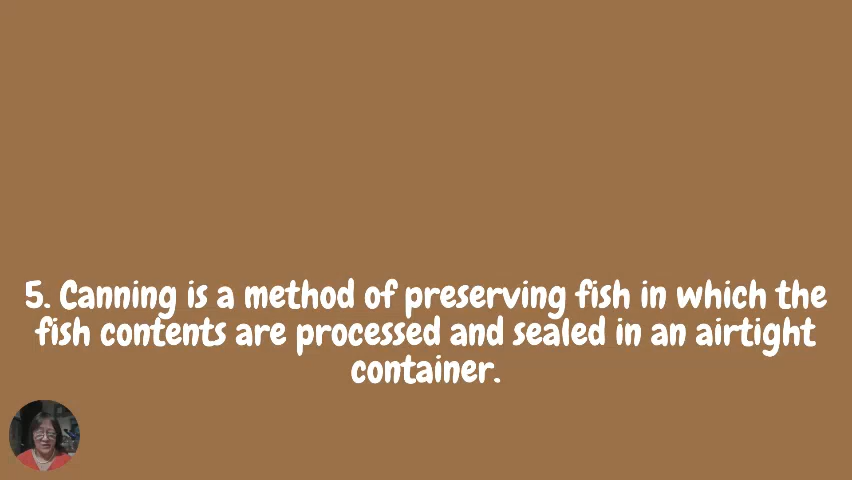 5. Canning is a method of preserving fish in which the
fish contents are processed and sealed in an airtight
container.